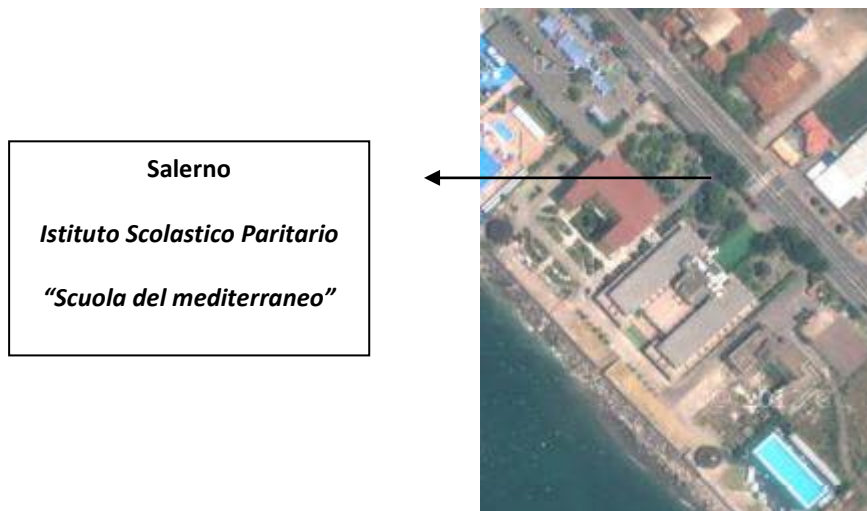 Salerno
Istituto Scolastico Paritario
“Scuola del mediterraneo”